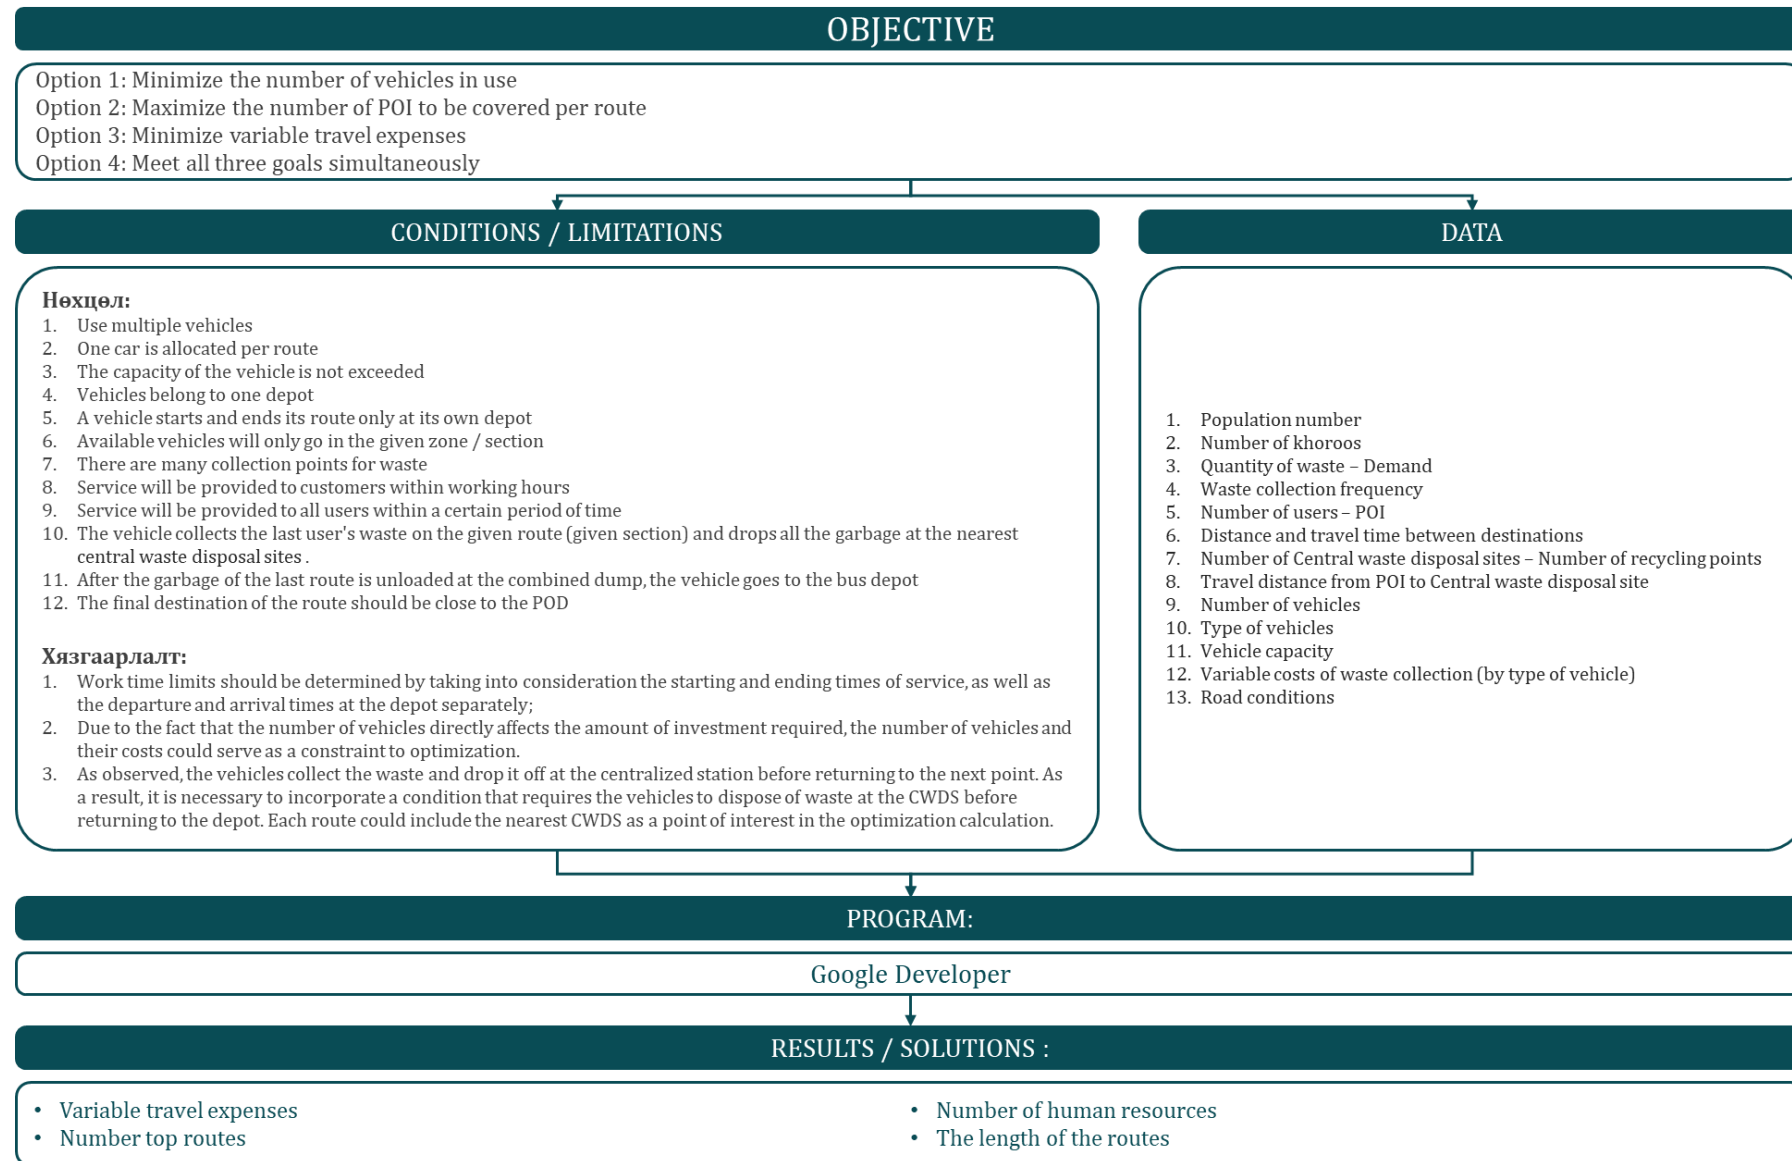 OBJECTIVE
Option 1: Minimize the number of vehicles in use
Option 2: Maximize the number of POI to be covered per route
Option 3: Minimize variable travel expenses
Option 4: Meet all three goals simultaneously
CONDITIONS / LIMITATIONS
Нөхцөл:
1. Use multiple vehicles
2. One car is allocated per route
3. The capacity of the vehicle is not exceeded
4. Vehicles belong to one depot
5. A vehicle starts and ends its route only at its own depot
6. Available vehicles will only go in the given zone / section
7. There are many collection points for waste
8. Service will be provided to customers within working hours
9. Service will be provided to all users within a certain period of time
10. The vehicle collects the last user's waste on the given route (given section) and drops all the garbage at the nearest
central waste disposal sites .
11. After the garbage of the last route is unloaded at the combined dump, the vehicle goes to the bus depot
12. The final destination of the route should be close to the POD
Хязгаарлалт:
1. Work time limits should be determined by taking into consideration the starting and ending times of service, as well as
the departure and arrival times at the depot separately;
2. Due to the fact that the number of vehicles directly affects the amount of investment required, the number of vehicles and
their costs could serve as a constraint to optimization.
3. As observed, the vehicles collect the waste and drop it off at the centralized station before returning to the next point. As
a result, it is necessary to incorporate a condition that requires the vehicles to dispose of waste at the CWDS before
returning to the depot. Each route could include the nearest CWDS as a point of interest in the optimization calculation.
DATA
1. Population number
2. Number of khoroos
3. Quantity of waste – Demand
4. Waste collection frequency
5. Number of users – POI
6. Distance and travel time between destinations
7. Number of Central waste disposal sites – Number of recycling points
8. Travel distance from POI to Central waste disposal site
9. Number of vehicles
10. Type of vehicles
11. Vehicle capacity
12. Variable costs of waste collection (by type of vehicle)
13. Road conditions
PROGRAM:
Google Developer
RESULTS / SOLUTIONS :
• Variable travel expenses
• Number top routes
• Number of human resources
• The length of the routes